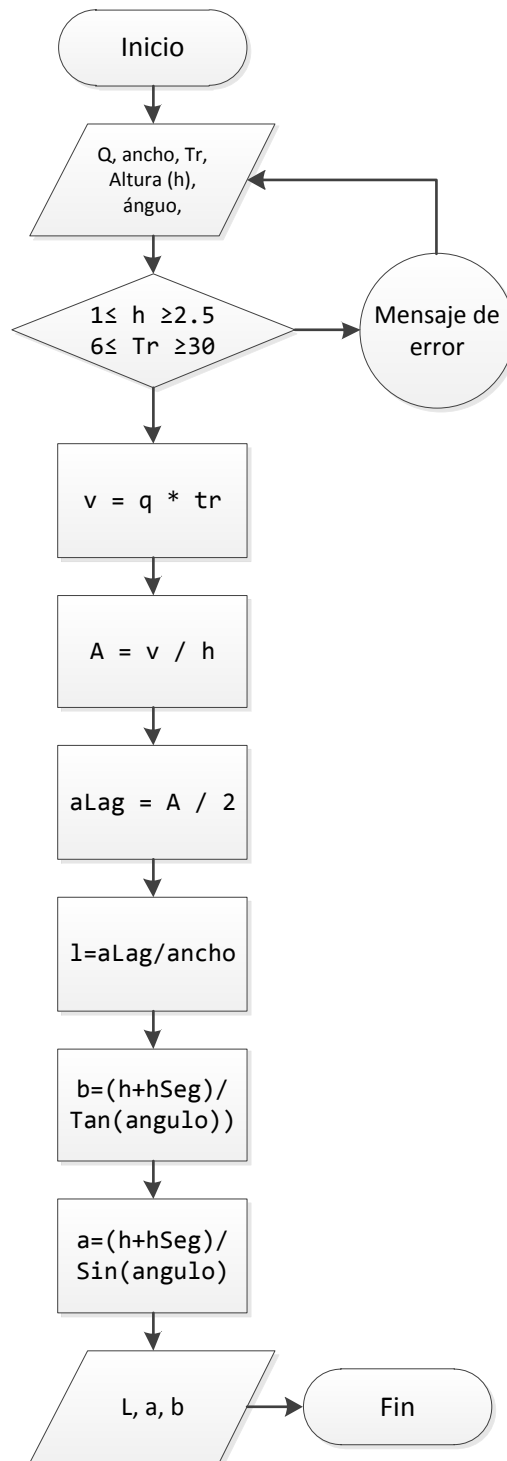 Inicio
Q, ancho, Tr,
Altura (h),
ánguo,
1≤ h ≥2.5
6≤ Tr ≥30
Mensaje de
error
v = q * tr
A = v / h
aLag = A / 2
l=aLag/ancho
b=(h+hSeg)/
Tan(angulo))
a=(h+hSeg)/
Sin(angulo)
L, a, b
Fin